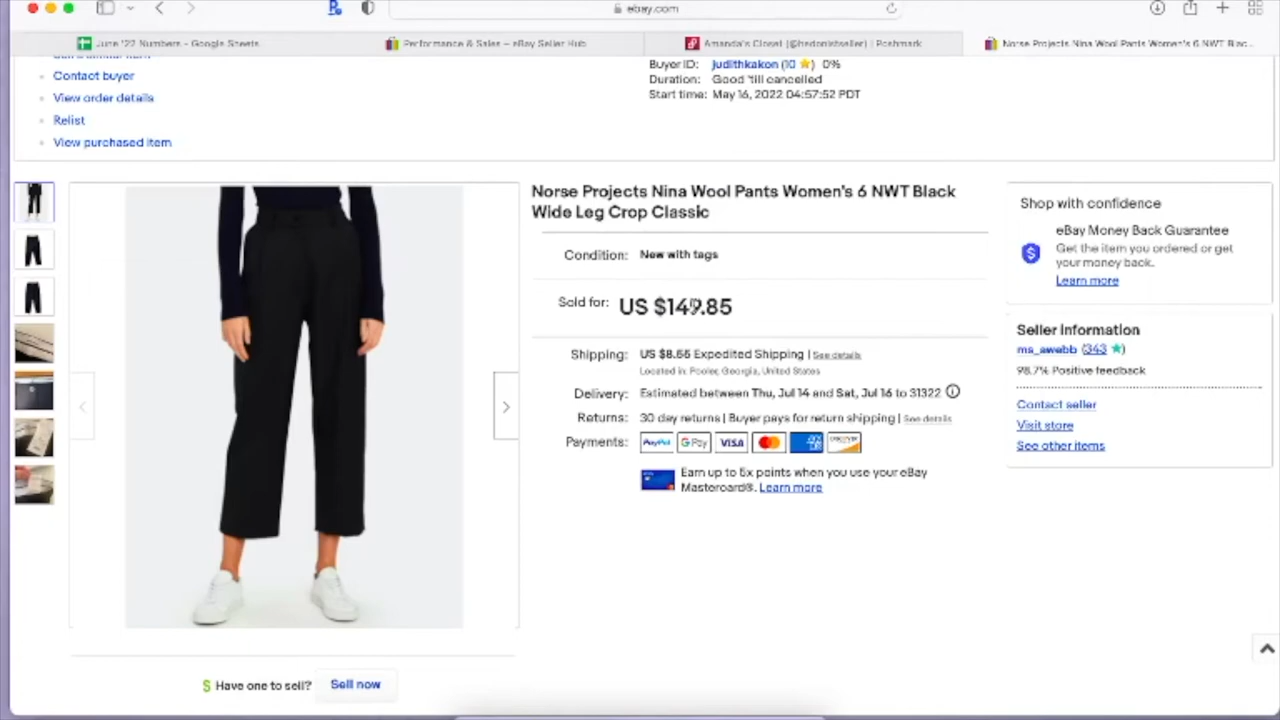 ebay.com
June '22 Numbers - Google Sheets
Performance & Sales – eBay Seller Hub
Amanda's Closet (@hedonistseller) | Poshmark
Norse Projects Nina Wool Pants Women's 6 NWT Blac...
Contact buyer
View order details
Relist
View purchased item
Buyer ID: judithkakon (10 ) 0%
Duration: Good 'till cancelled
Start time: May 16, 2022 04:57:52 PDT
Norse Projects Nina Wool Pants Women's 6 NWT Black
Wide Leg Crop Classic
Condition: New with tags
Sold for: US $149.85
Shipping: US $8.55 Expedited Shipping | See details
Located in: Pooler, Georgia, United States
Delivery: Estimated between Thu, Jul 14 and Sat, Jul 16 to 31322
Returns: 30 day returns | Buyer pays for return shipping | See details
Payments: PayPal G Pay VISA DISCOVER
Earn up to 5x points when you use your eBay
Mastercard®. Learn more
Shop with confidence
eBay Money Back Guarantee
Get the item you ordered or get
your money back.
Learn more
Seller information
ms_awebb (343 )
98.7% Positive feedback
Contact seller
Visit store
See other items
$ Have one to sell? Sell now